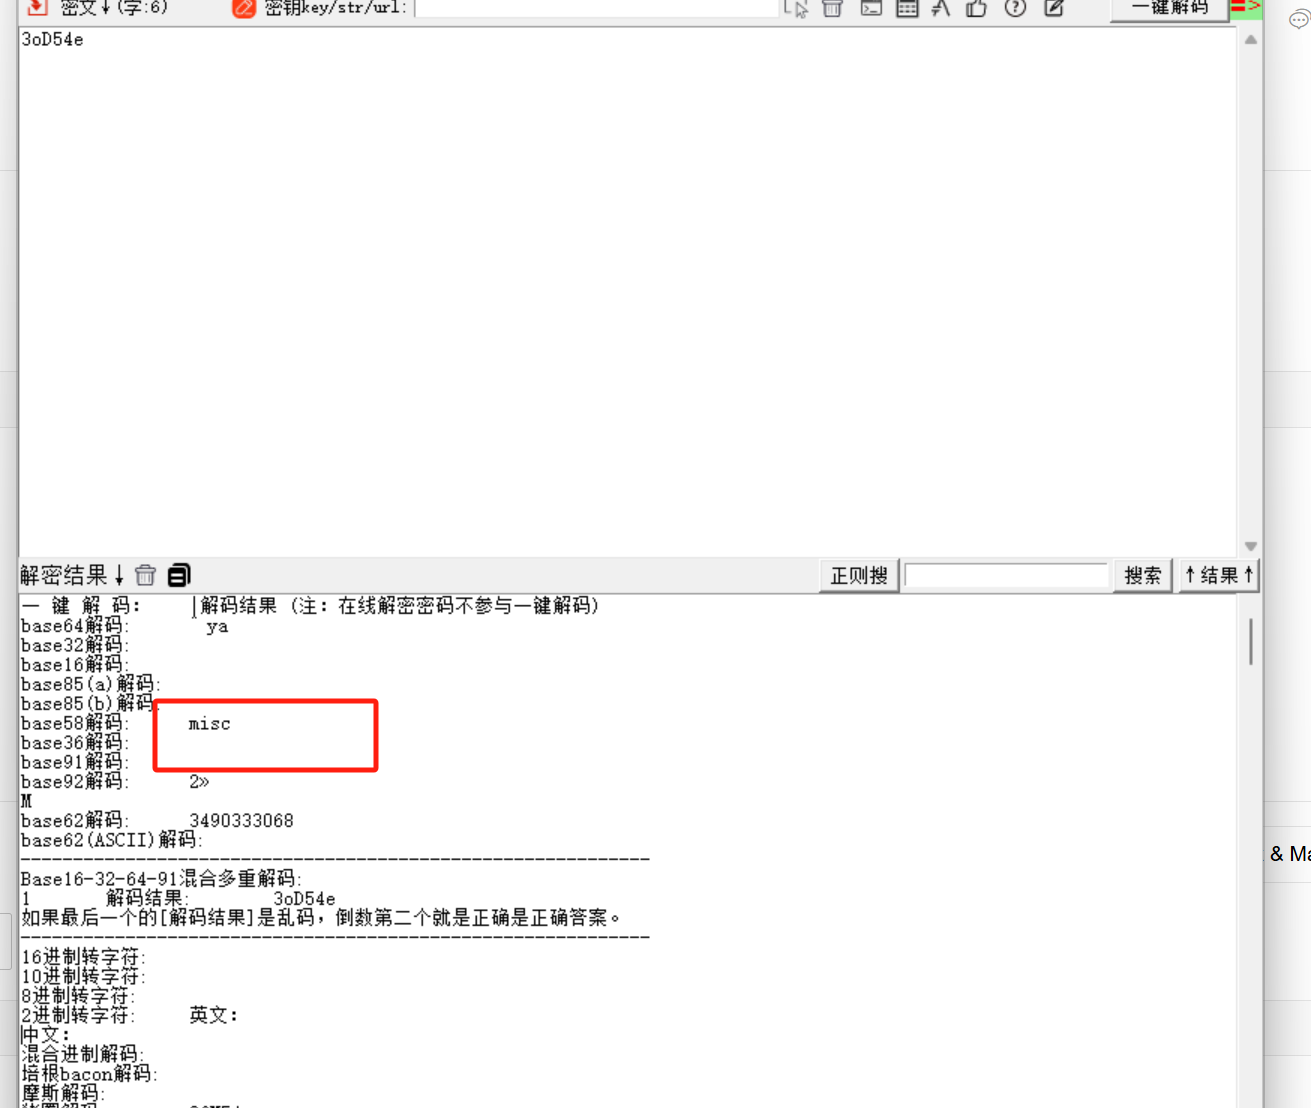 密文↓(字:6) 密钥key/str/url: 一键解码 =>
3oD54e
解密结果↓ 正则搜 搜索 ↑结果↑
一 键 解 码: 解码结果 (注: 在线解密密码不参与一键解码)
base64解码: ya
base32解码:
base16解码:
base85(a)解码:
base85(b)解码:
base58解码: misc
base36解码:
base91解码:
base92解码: 2»
M
base62解码: 3490333068
base62(ASCII)解码:
------------------------------------------------------------
& Ma
Base16-32-64-91混合多重解码:
1 解码结果: 3oD54e
如果最后一个的[解码结果]是乱码，倒数第二个就是正确是正确答案。
------------------------------------------------------------
16进制转字符:
10进制转字符:
8进制转字符:
2进制转字符: 英文:
中文:
混合进制解码:
培根bacon解码:
摩斯解码: